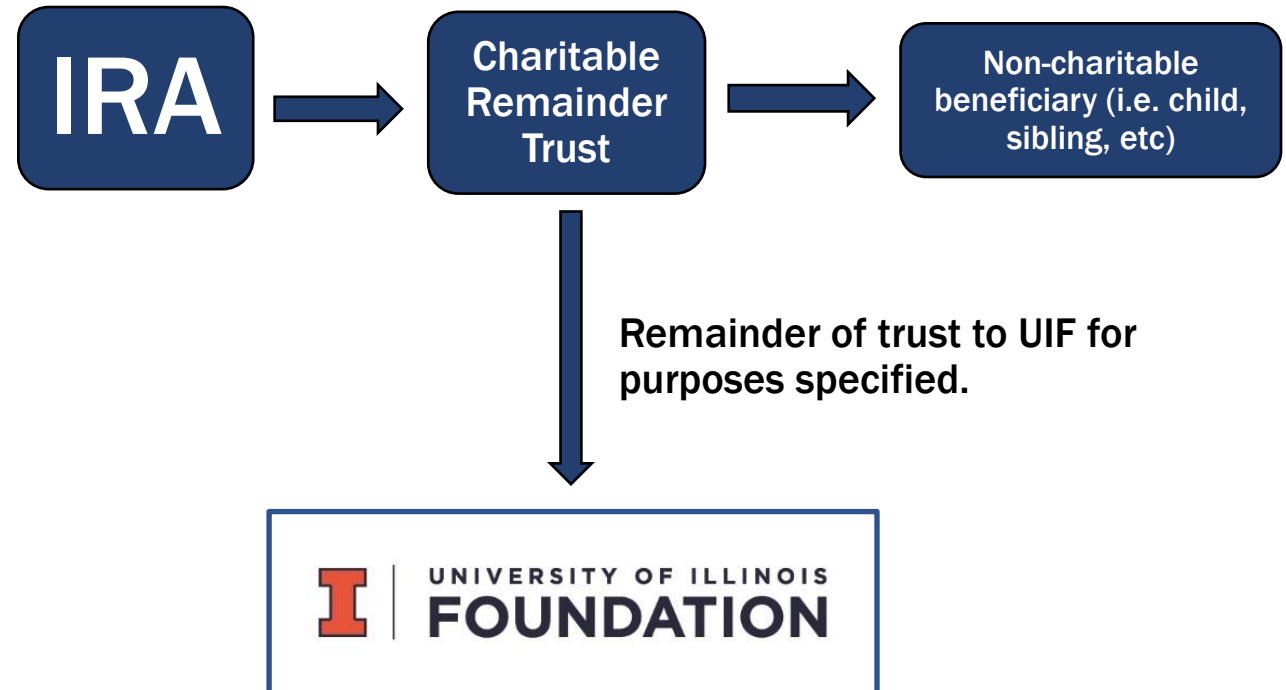 IRA
Charitable
Remainder
Trust
Non-charitable
beneficiary (i.e. child,
sibling, etc)
Remainder of trust to UIF for
purposes specified.
I
UNIVERSITY OF ILLINOIS
FOUNDATION